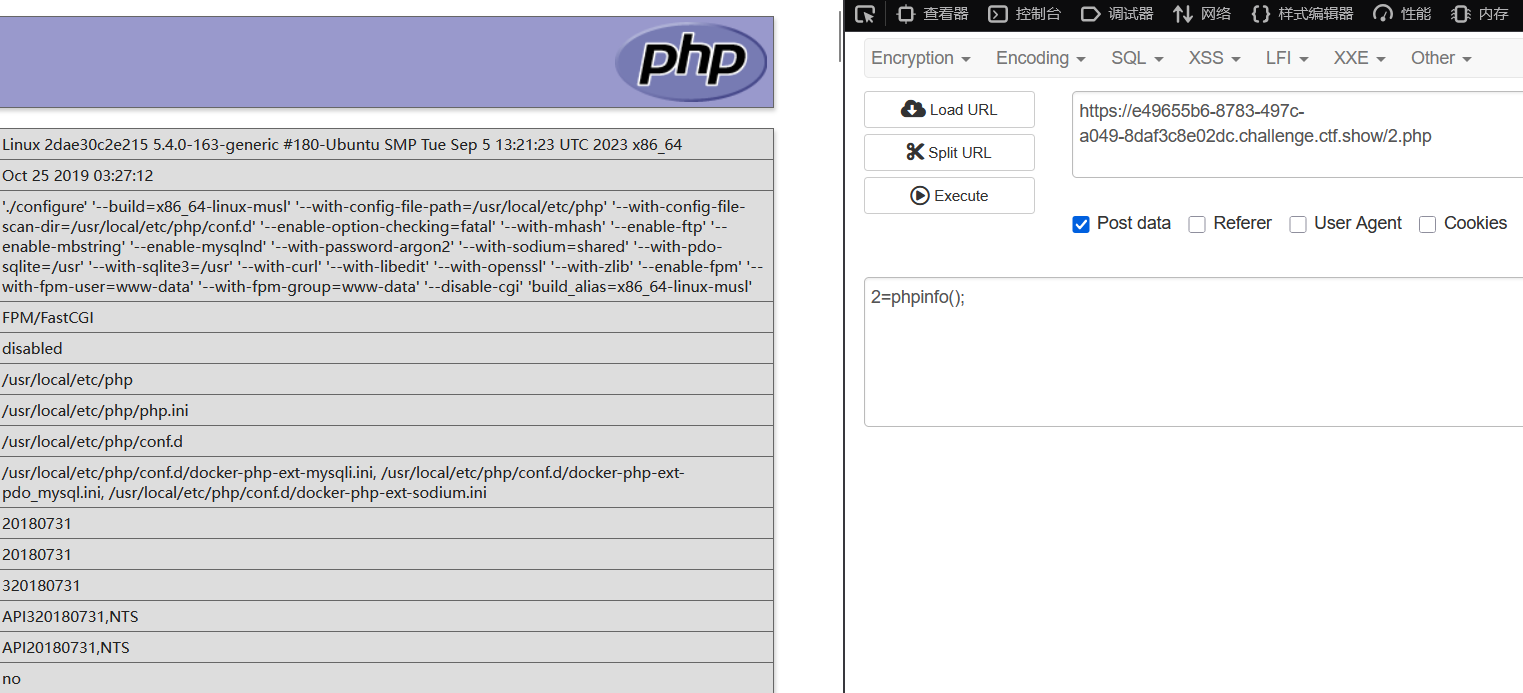 php
Linux 2dae30c2e215 5.4.0-163-generic #180-Ubuntu SMP Tue Sep 5 13:21:23 UTC 2023 x86_64
Oct 25 2019 03:27:12
'./configure' '--build=x86_64-linux-musl' '--with-config-file-path=/usr/local/etc/php' '--with-config-file-
scan-dir=/usr/local/etc/php/conf.d' '--enable-option-checking=fatal' '--with-mhash' '--enable-ftp' '--
enable-mbstring' '--enable-mysqlnd' '--with-password-argon2' '--with-sodium=shared' '--with-pdo-
sqlite=/usr' '--with-sqlite3=/usr' '--with-curl' '--with-libedit' '--with-openssl' '--with-zlib' '--enable-fpm' '--
with-fpm-user=www-data' '--with-fpm-group=www-data' '--disable-cgi' 'build_alias=x86_64-linux-musl'
FPM/FastCGI
disabled
/usr/local/etc/php
/usr/local/etc/php/php.ini
/usr/local/etc/php/conf.d
/usr/local/etc/php/conf.d/docker-php-ext-mysqli.ini, /usr/local/etc/php/conf.d/docker-php-ext-
pdo_mysql.ini, /usr/local/etc/php/conf.d/docker-php-ext-sodium.ini
20180731
20180731
320180731
API320180731,NTS
API20180731,NTS
no
查看器 控制台 调试器 网络 样式编辑器 性能 内存
Encryption Encoding SQL XSS LFI XXE Other
Load URL
Split URL
Execute
https://e49655b6-8783-497c-
a049-8daf3c8e02dc.challenge.ctf.show/2.php
Post data Referer User Agent Cookies
2=phpinfo();